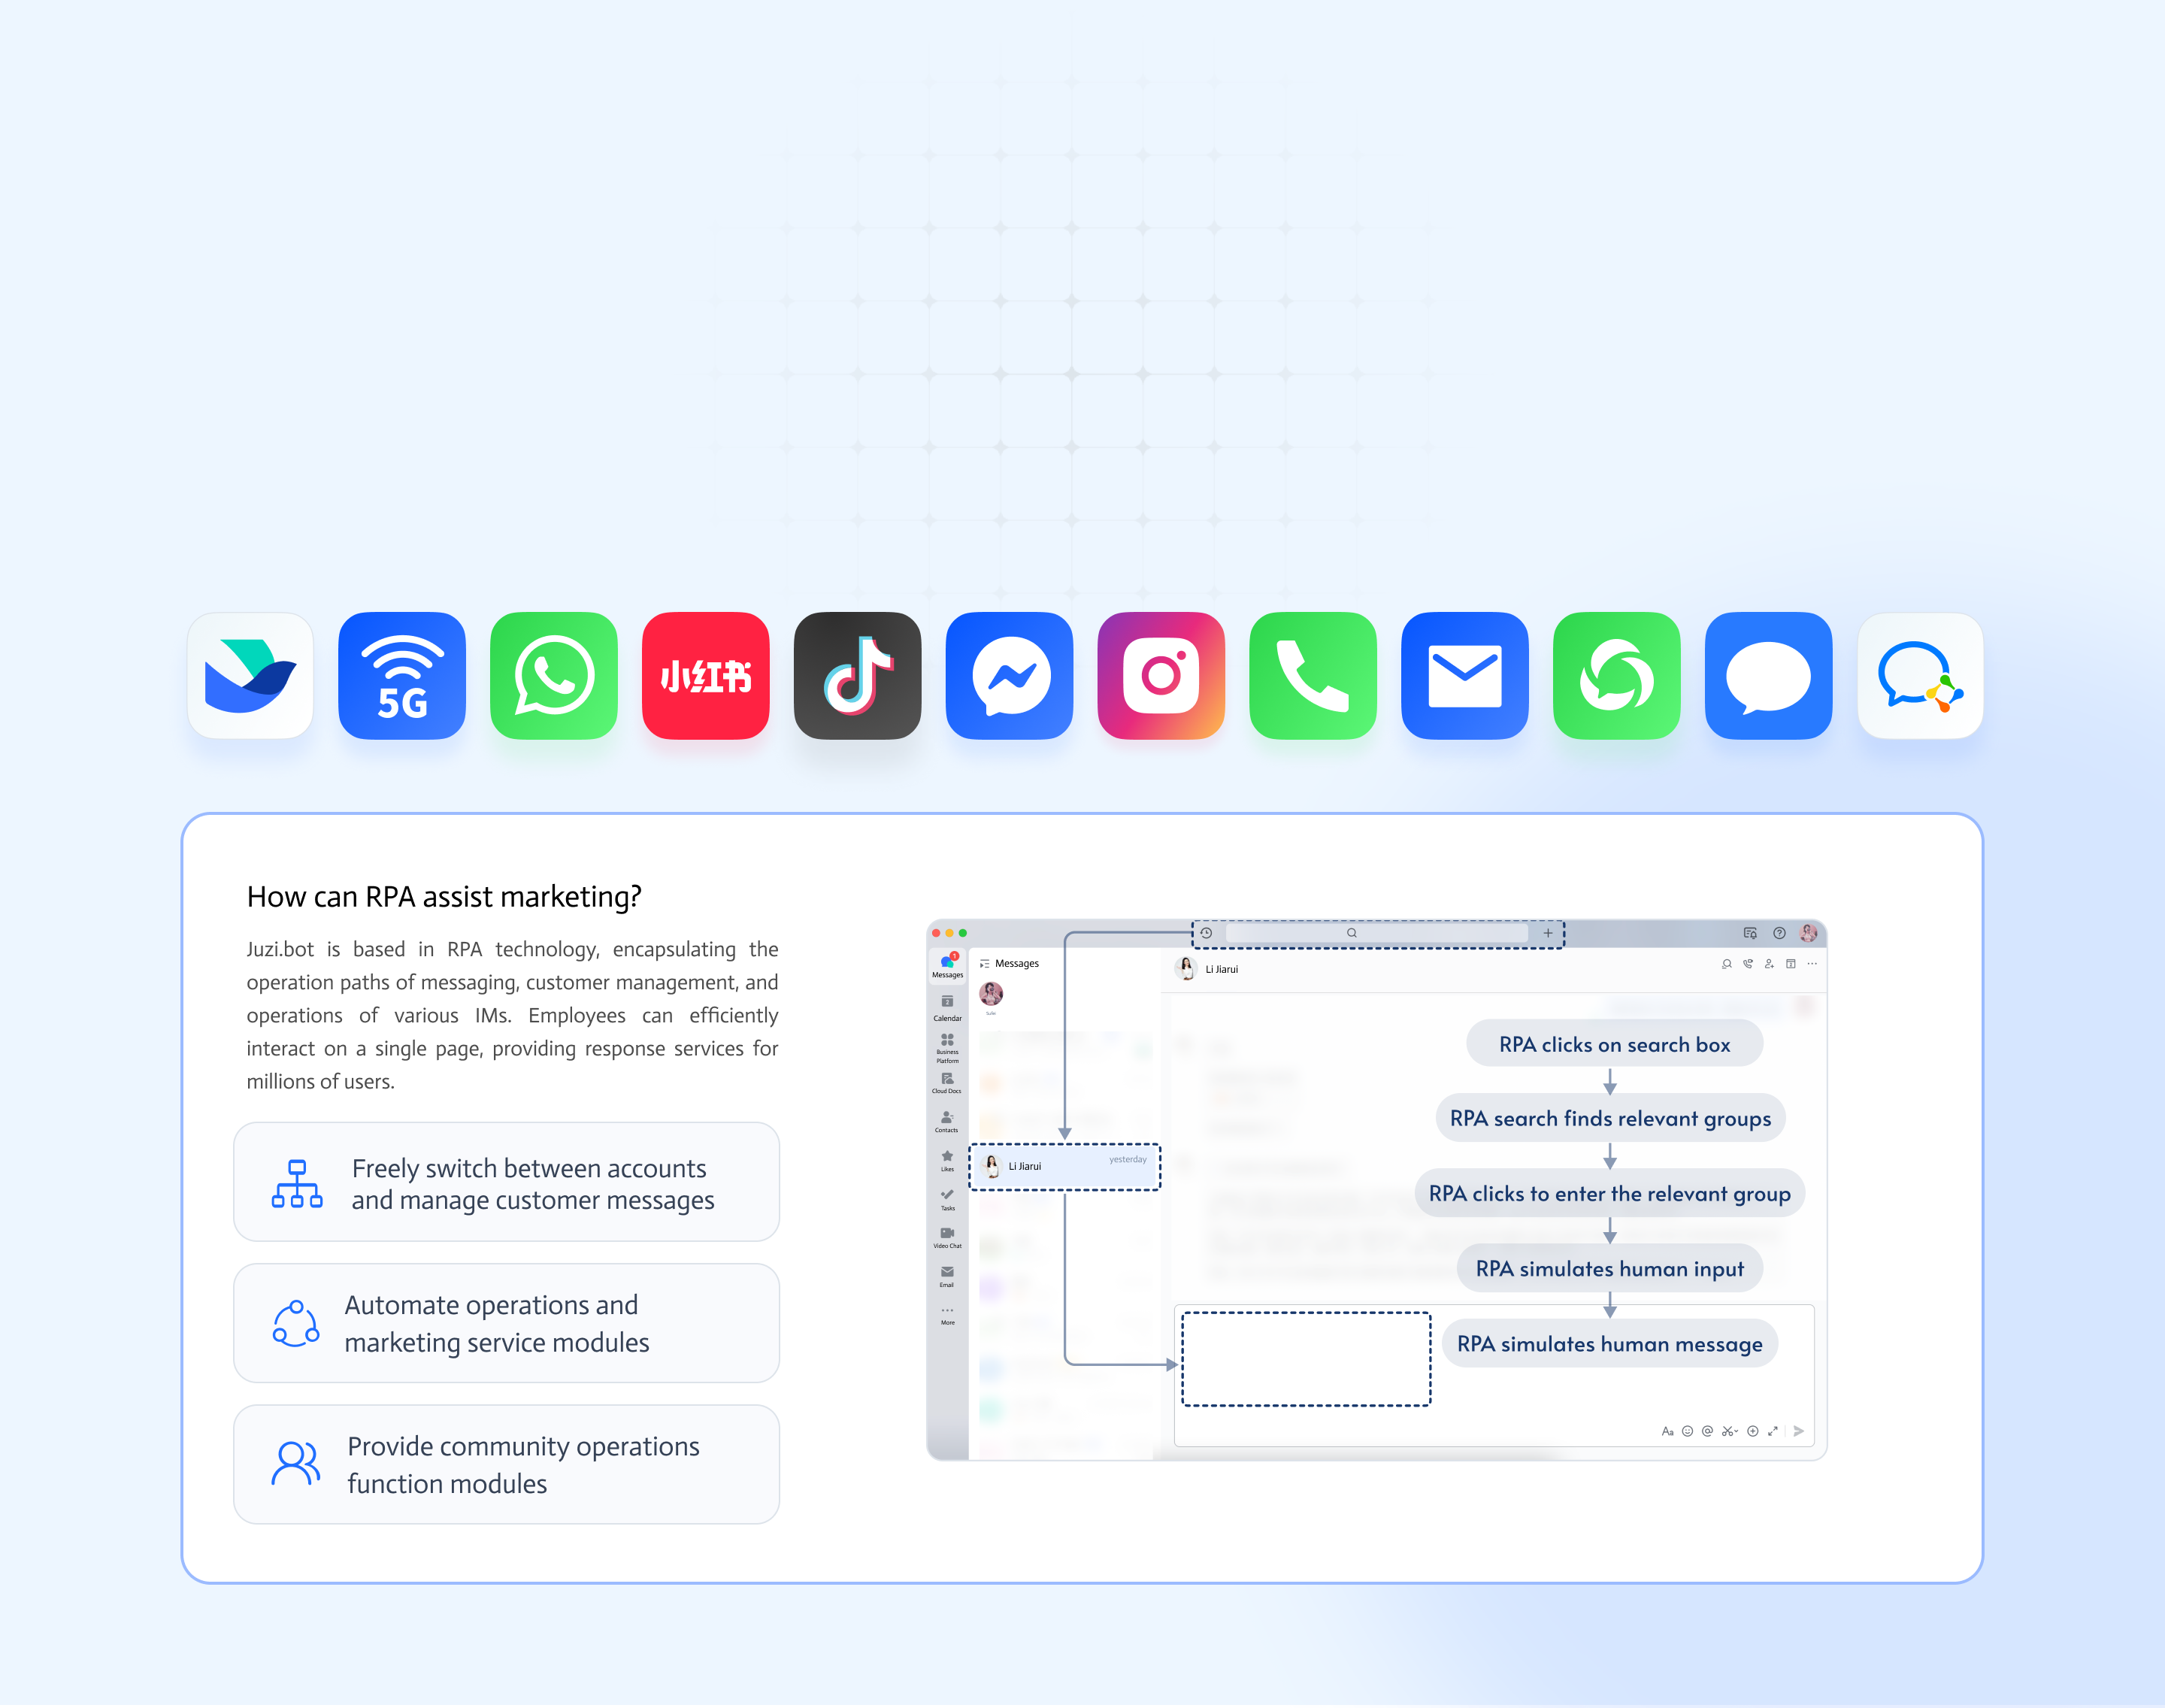 5G
小红书
How can RPA assist marketing?
Juzi.bot is based in RPA technology, encapsulating the
operation paths of messaging, customer management, and
operations of various IMs. Employees can efficiently
interact on a single page, providing response services for
millions of users.
Freely switch between accounts
and manage customer messages
Automate operations and
marketing service modules
Provide community operations
function modules
1
Messages
Calendar
Business
Platform
Cloud Docs
Contacts
Likes
Tasks
Video Chat
Email
More
Messages
Li Jiarui
yesterday
Li Jiarui
RPA clicks on search box
RPA search finds relevant groups
RPA clicks to enter the relevant group
RPA simulates human input
RPA simulates human message
Aa